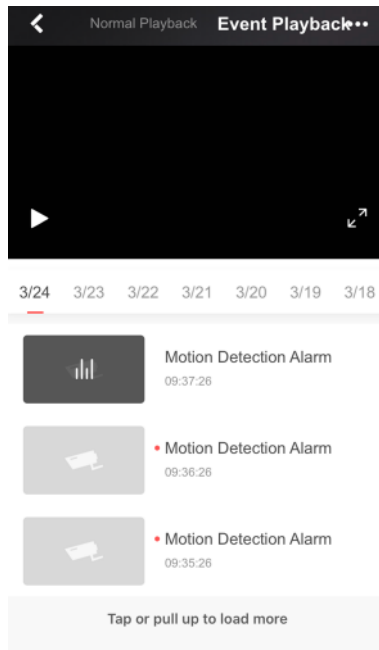 Normal Playback Event Playback
3/24 3/23 3/22 3/21 3/20 3/19 3/18
Motion Detection Alarm
09:37:26
Motion Detection Alarm
09:36:26
Motion Detection Alarm
09:35:26
Tap or pull up to load more